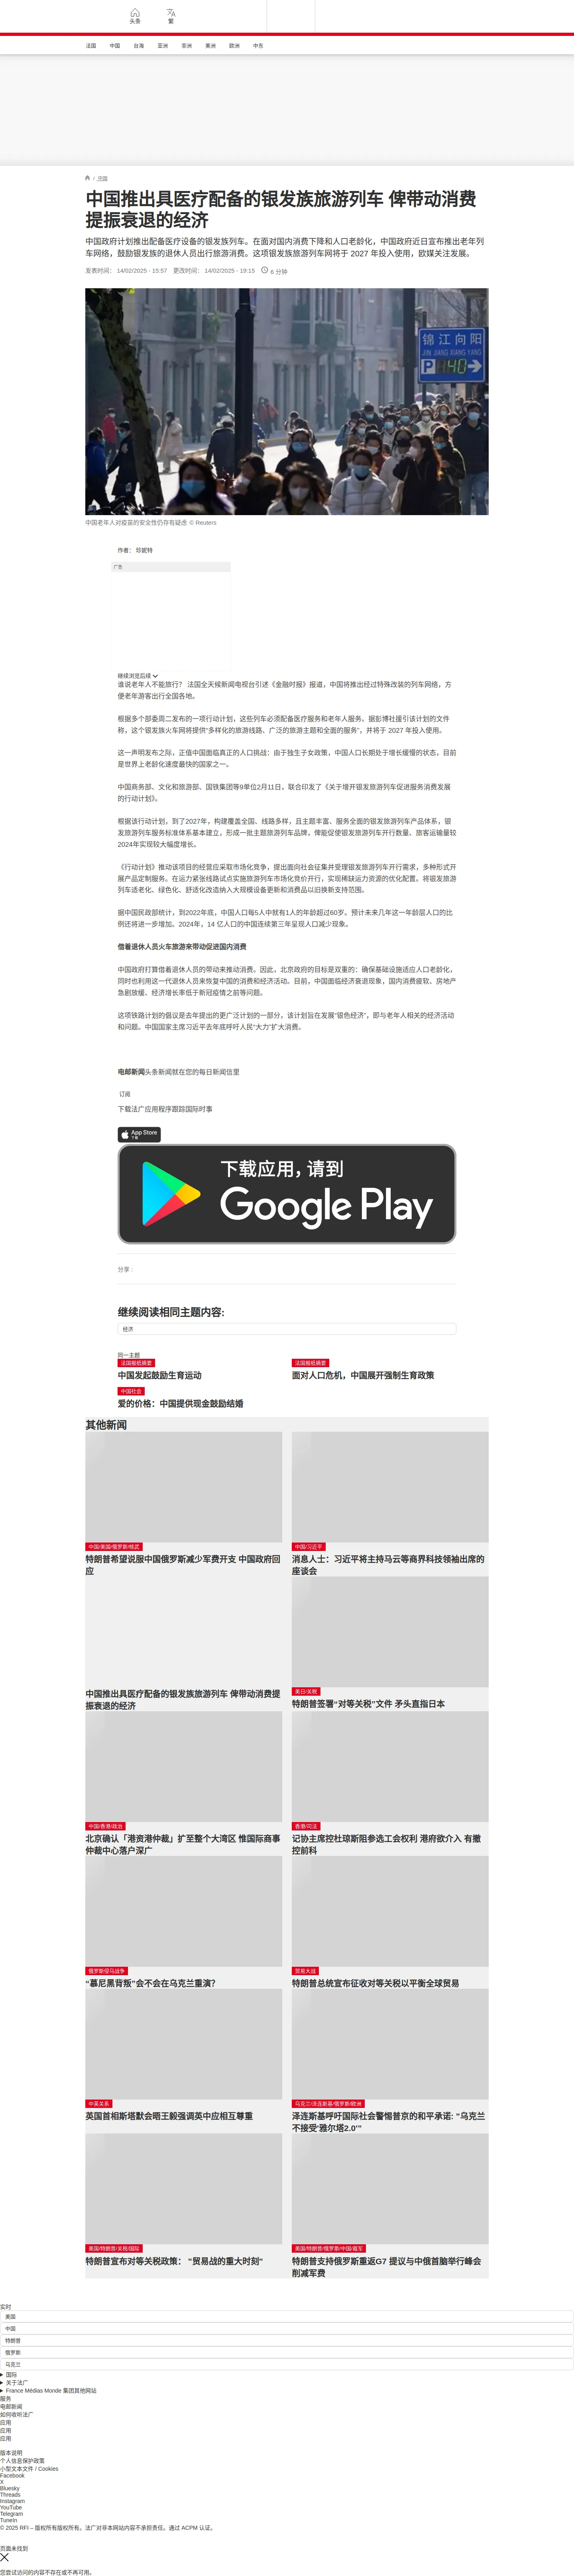 头条
繁
法国
中国
台海
亚洲
非洲
美洲
欧洲
中东
/ 中国
中国推出具医疗配备的银发族旅游列车 俾带动消费
提振衰退的经济
中国政府计划推出配备医疗设备的银发族列车。在面对国内消费下降和人口老龄化，中国政府近日宣布推出老年列
车网络，鼓励银发族的退休人员出行旅游消费。这项银发族旅游列车网将于 2027 年投入使用，欧媒关注发展。
发表时间： 14/02/2025 - 15:57 更改时间： 14/02/2025 - 19:15 6 分钟
锦江向阳
JIN JIANG XIANG YANG
P 40
中国老年人对疫苗的安全性仍存有疑虑 © Reuters
作者： 珍妮特
广告
继续浏览后续
谁说老年人不能旅行？ 法国全天候新闻电视台引述《金融时报》报道，中国将推出经过特殊改装的列车网络，方
便老年游客出行全国各地。
根据多个部委周二发布的一项行动计划，这些列车必须配备医疗服务和老年人服务。据彭博社援引该计划的文件
称，这个银发族火车网将提供“多样化的旅游线路、广泛的旅游主题和全面的服务”，并将于 2027 年投入使用。
这一声明发布之际，正值中国面临真正的人口挑战：由于独生子女政策，中国人口长期处于增长缓慢的状态，目前
是世界上老龄化速度最快的国家之一。
中国商务部、文化和旅游部、国铁集团等9单位2月11日，联合印发了《关于增开银发旅游列车促进服务消费发展
的行动计划》。
根据该行动计划，到了2027年，构建覆盖全国、线路多样，且主题丰富、服务全面的银发旅游列车产品体系，银
发旅游列车服务标准体系基本建立，形成一批主题旅游列车品牌，俾能促使银发旅游列车开行数量、旅客运输量较
2024年实现较大幅度增长。
《行动计划》推动该项目的经营应采取市场化竞争，提出面向社会征集并受理银发旅游列车开行需求，多种形式开
展产品定制服务。在运力紧张线路试点实施旅游列车市场化竞价开行，实现稀缺运力资源的优化配置。将银发旅游
列车适老化、绿色化、舒适化改造纳入大规模设备更新和消费品以旧换新支持范围。
据中国民政部统计，到2022年底，中国人口每5人中就有1人的年龄超过60岁。预计未来几年这一年龄层人口的比
例还将进一步增加。2024年，14 亿人口的中国连续第三年呈现人口减少现象。
借着退休人员火车旅游来带动促进国内消费
中国政府打算借着退休人员的带动来推动消费。因此，北京政府的目标是双重的：确保基础设施适应人口老龄化，
同时也利用这一代退休人员来恢复中国的消费和经济活动。目前，中国面临经济衰退现象，国内消费疲软、房地产
急剧放缓、经济增长率低于新冠疫情之前等问题。
这项铁路计划的倡议是去年提出的更广泛计划的一部分，该计划旨在发展“银色经济”，即与老年人相关的经济活动
和问题。中国国家主席习近平去年底呼吁人民“大力”扩大消费。
电邮新闻头条新闻就在您的每日新闻信里
订阅
下载法广应用程序跟踪国际时事
App Store
下载
下载应用，请到
Google Play
分享 :
继续阅读相同主题内容:
经济
同一主题
法国报纸摘要
中国发起鼓励生育运动
法国报纸摘要
面对人口危机，中国展开强制生育政策
中国社会
爱的价格：中国提供现金鼓励结婚
其他新闻
中国/美国/俄罗斯/核武
特朗普希望说服中国俄罗斯减少军费开支 中国政府回
应
中国/习近平
消息人士：习近平将主持马云等商界科技领袖出席的
座谈会
中国推出具医疗配备的银发族旅游列车 俾带动消费提
振衰退的经济
美日/关税
特朗普签署“对等关税”文件 矛头直指日本
中国/香港/政治
北京确认「港资港仲裁」扩至整个大湾区 惟国际商事
仲裁中心落户深广
香港/司法
记协主席控杜琼斯阻参选工会权利 港府欲介入 有撤
控前科
俄罗斯侵乌战争
“慕尼黑背叛”会不会在乌克兰重演？
贸易大战
特朗普总统宣布征收对等关税以平衡全球贸易
中英关系
英国首相斯塔默会晤王毅强调英中应相互尊重
乌克兰/泽连斯基/俄罗斯/欧洲
泽连斯基呼吁国际社会警惕普京的和平承诺: "乌克兰
不接受'雅尔塔2.0'"
美国/特朗普/关税/国际
特朗普宣布对等关税政策： “贸易战的重大时刻”
美国/特朗普/俄罗斯/中国/裁军
特朗普支持俄罗斯重返G7 提议与中俄首脑举行峰会
削减军费
实时
美国
中国
特朗普
俄罗斯
乌克兰
国际
关于法广
France Médias Monde 集团其他网站
服务
电邮新闻
如何收听法广
应用
应用
应用
版本说明
个人信息保护政策
小型文本文件 / Cookies
Facebook
X
Bluesky
Threads
Instagram
YouTube
Telegram
TuneIn
© 2025 RFI – 版权所有版权所有。法广对非本网站内容不承担责任。通过 ACPM 认证。
页面未找到
您尝试访问的内容不存在或不再可用。